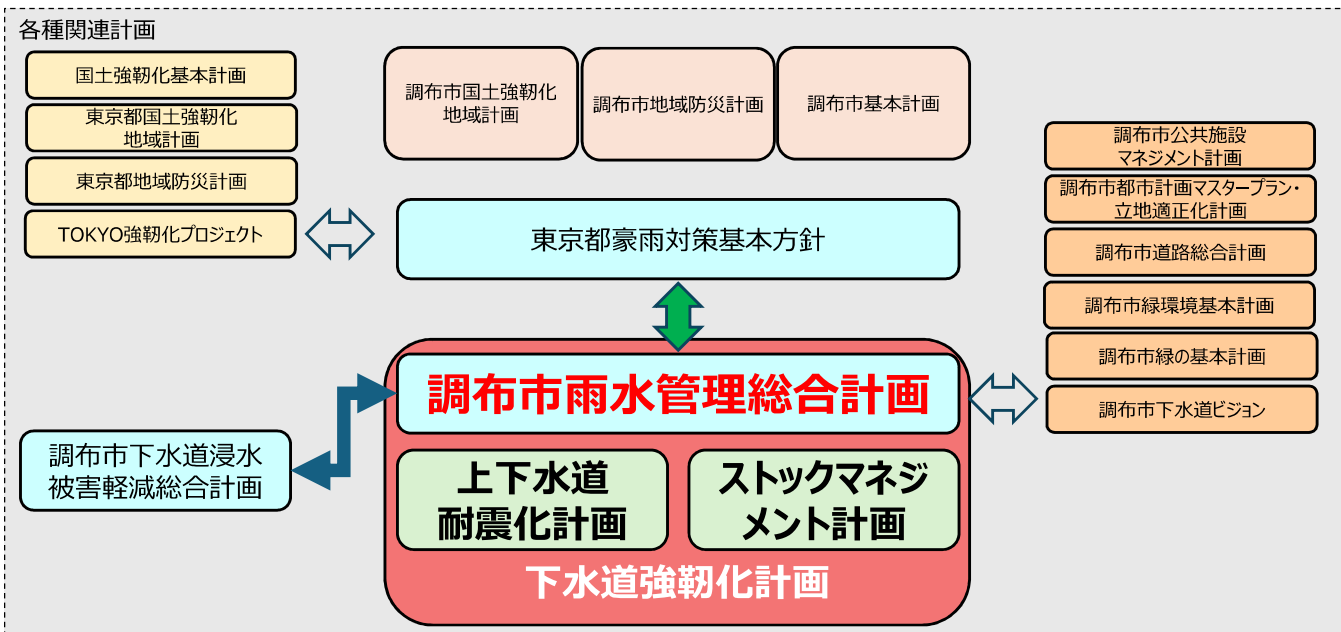 各種関連計画
国土強靭化基本計画
東京都国土強靭化
地域計画
東京都地域防災計画
TOKYO強靭化プロジェクト
調布市国土強靭化
地域計画
調布市地域防災計画
調布市基本計画
東京都豪雨対策基本方針
調布市公共施設
マネジメント計画
調布市都市計画マスタープラン・
立地適正化計画
調布市道路総合計画
調布市緑環境基本計画
調布市緑の基本計画
調布市下水道ビジョン
調布市下水道浸水
被害軽減総合計画
調布市雨水管理総合計画
上下水道
耐震化計画
ストックマネジ
メント計画
下水道強靭化計画